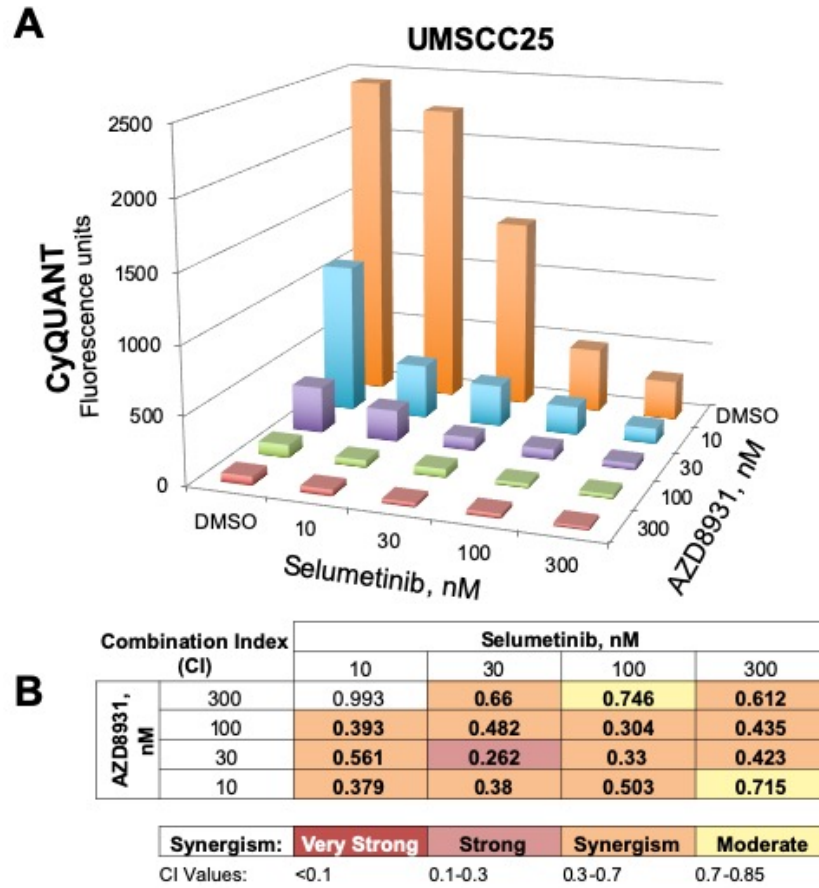 A
UMSCC25
2500
2000
1500
1000
500
0
CyQUANT
Fluorescence units
DMSO
10
30
100
300
Selumetinib, nM
DMSO
10
30
100
300
AZD8931, nM
B
Combination Index (CI)
Selumetinib, nM
10 30 100 300
AZD8931, nM
300 0.993 0.66 0.746 0.612
100 0.393 0.482 0.304 0.435
30 0.561 0.262 0.33 0.423
10 0.379 0.38 0.503 0.715
Synergism: Very Strong Strong Synergism Moderate
CI Values: <0.1 0.1-0.3 0.3-0.7 0.7-0.85